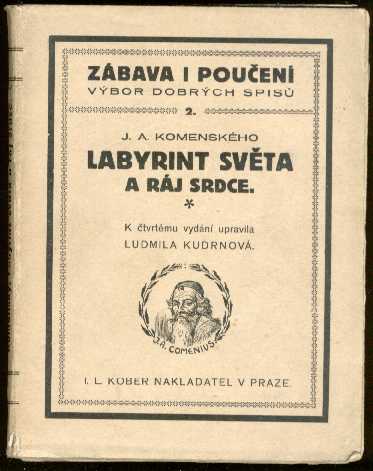 ZÁBAVA I POUČENÍ
VÝBOR DOBRÝCH SPISŮ
2.
J. A. KOMENSKÉHO
LABYRINT SVĚTA
A RÁJ SRDCE.
*
K čtvrtému vydání upravila
LUDMILA KUDRNOVÁ.
J.A. COMENIUS.
I. L. KOBER NAKLADATEL V PRAZE.